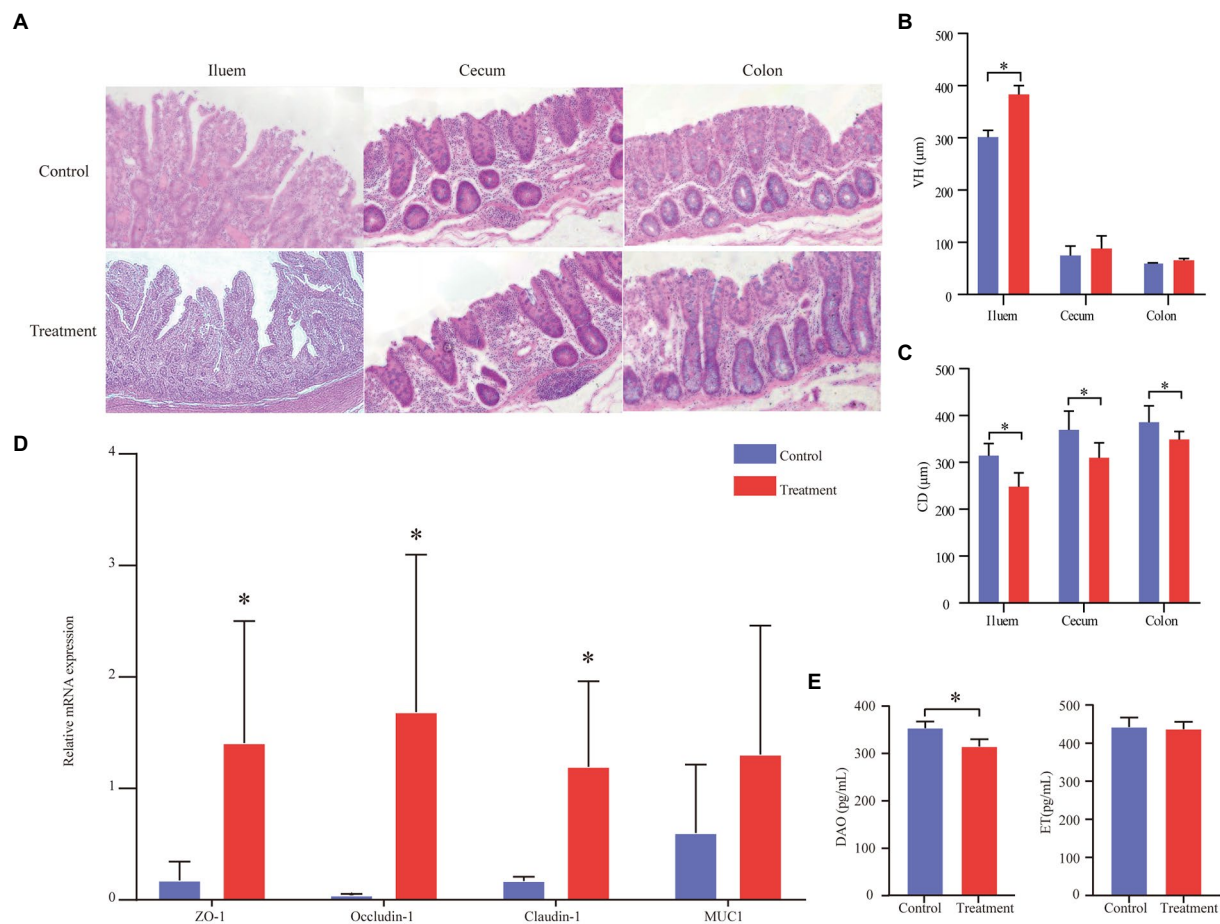 A
Iluem
Cecum
Colon
Control
Treatment
B
500
400
300
200
100
0
VH (μm)
*
Iluem
Cecum
Colon
C
500
400
300
200
100
0
CD (μm)
*
*
*
Iluem
Cecum
Colon
D
4
3
2
1
0
Relative mRNA expression
Control
Treatment
*
*
*
ZO-1
Occludin-1
Claudin-1
MUC1
E
400
300
200
100
0
DAO (pg/mL)
*
Control
Treatment
500
400
300
200
100
0
ET(pg/mL)
Control
Treatment